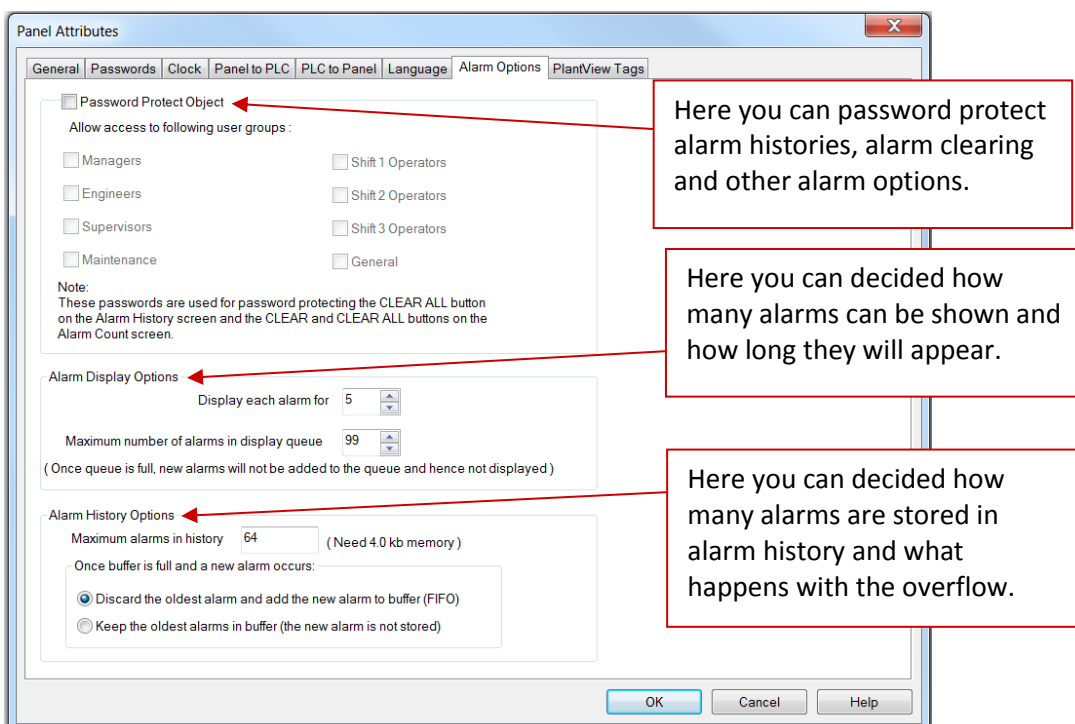 Panel Attributes
General Passwords Clock Panel to PLC PLC to Panel Language Alarm Options PlantView Tags
Password Protect Object
Allow access to following user groups :
Managers
Shift 1 Operators
Engineers
Shift 2 Operators
Supervisors
Shift 3 Operators
Maintenance
General
Note:
These passwords are used for password protecting the CLEAR ALL button
on the Alarm History screen and the CLEAR and CLEAR ALL buttons on the
Alarm Count screen.
Here you can password protect
alarm histories, alarm clearing
and other alarm options.
Alarm Display Options
Display each alarm for 5
Maximum number of alarms in display queue 99
( Once queue is full, new alarms will not be added to the queue and hence not displayed )
Here you can decided how
many alarms can be shown and
how long they will appear.
Alarm History Options
Maximum alarms in history 64 ( Need 4.0 kb memory )
Once buffer is full and a new alarm occurs:
Discard the oldest alarm and add the new alarm to buffer (FIFO)
Keep the oldest alarms in buffer (the new alarm is not stored)
Here you can decided how
many alarms are stored in
alarm history and what
happens with the overflow.
OK Cancel Help